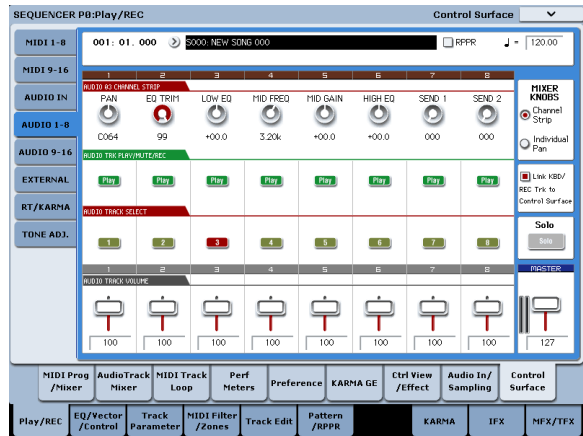 SEQUENCER P0:Play/REC Control Surface
MIDI 1-8
MIDI 9-16
AUDIO IN
AUDIO 1-8
AUDIO 9-16
EXTERNAL
RT/KARMA
TONE ADJ.
001: 01. 000 S000: NEW SONG 000 RPPR ♩ = 120.00
1 2 3 4 5 6 7 8
AUDIO 03 CHANNEL STRIP
PAN EQ TRIM LOW EQ MID FREQ MID GAIN HIGH EQ SEND 1 SEND 2
C064 99 +00.0 3.20k +00.0 +00.0 000 000
AUDIO TRK PLAY/MUTE/REC
Play Play Play Play Play Play Play Play
AUDIO TRACK SELECT
1 2 3 4 5 6 7 8
1 2 3 4 5 6 7 8
AUDIO TRACK VOLUME
100 100 100 100 100 100 100 100
MIXER
KNOBS
Channel
Strip
Individual
Pan
Link KBD/
REC Trk to
Control Surface
Solo
Solo
MASTER
127
MIDI Prog AudioTrack MIDI Track Perf Preference KARMA GE Ctrl View Audio In/ Control
/Mixer Mixer Loop Meters /Effect Sampling Surface
Play/REC EQ/Vector Track MIDI Filter Track Edit Pattern KARMA IFX MFX/TFX
/Control Parameter /Zones /RPPR